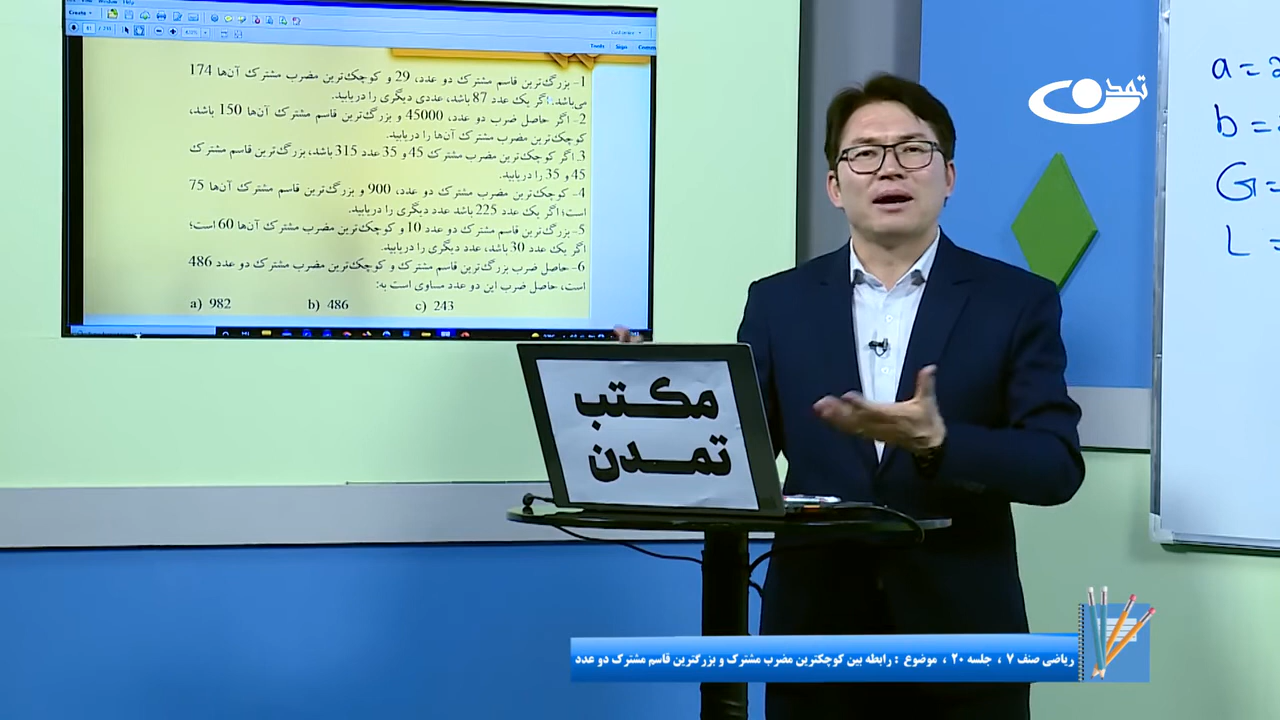 Create
Customize
Tools Sign Comment
1- بزرگ‌ترین قاسم مشترک دو عدد، 29 و کوچک‌ترین مضرب مشترک آن‌ها 174
می‌باشد. اگر یک عدد 87 باشد، عددی دیگری را دریابید.
2- اگر حاصل ضرب دو عدد، 45000 و بزرگ‌ترین قاسم مشترک آن‌ها 150 باشد،
کوچک‌ترین مضرب مشترک آن‌ها را دریابید.
3. اگر کوچک‌ترین مضرب مشترک 45 و 35 عدد 315 باشد، بزرگ‌ترین قاسم مشترک
45 و 35 را دریابید.
4- کوچک‌ترین مضرب مشترک دو عدد، 900 و بزرگ‌ترین قاسم مشترک آن‌ها 75
است؛ اگر یک عدد 225 باشد عدد دیگری را دریابید.
5- بزرگ‌ترین قاسم مشترک دو عدد 10 و کوچک‌ترین مضرب مشترک آن‌ها 60 است؛
اگر یک عدد 30 باشد، عدد دیگری را دریابید.
6- حاصل ضرب بزرگ‌ترین قاسم مشترک و کوچک‌ترین مضرب مشترک دو عدد 486
است، حاصل ضرب این دو عدد مساوی است به:
a) 982 b) 486 c) 243
تمدن
a = 2
b =
G =
L =
مکتب
تمدن
ریاضی صنف ۷ ، جلسه ۲۰ ، موضوع : رابطه بین کوچکترین مضرب مشترک و بزرگترین قاسم مشترک دو عدد